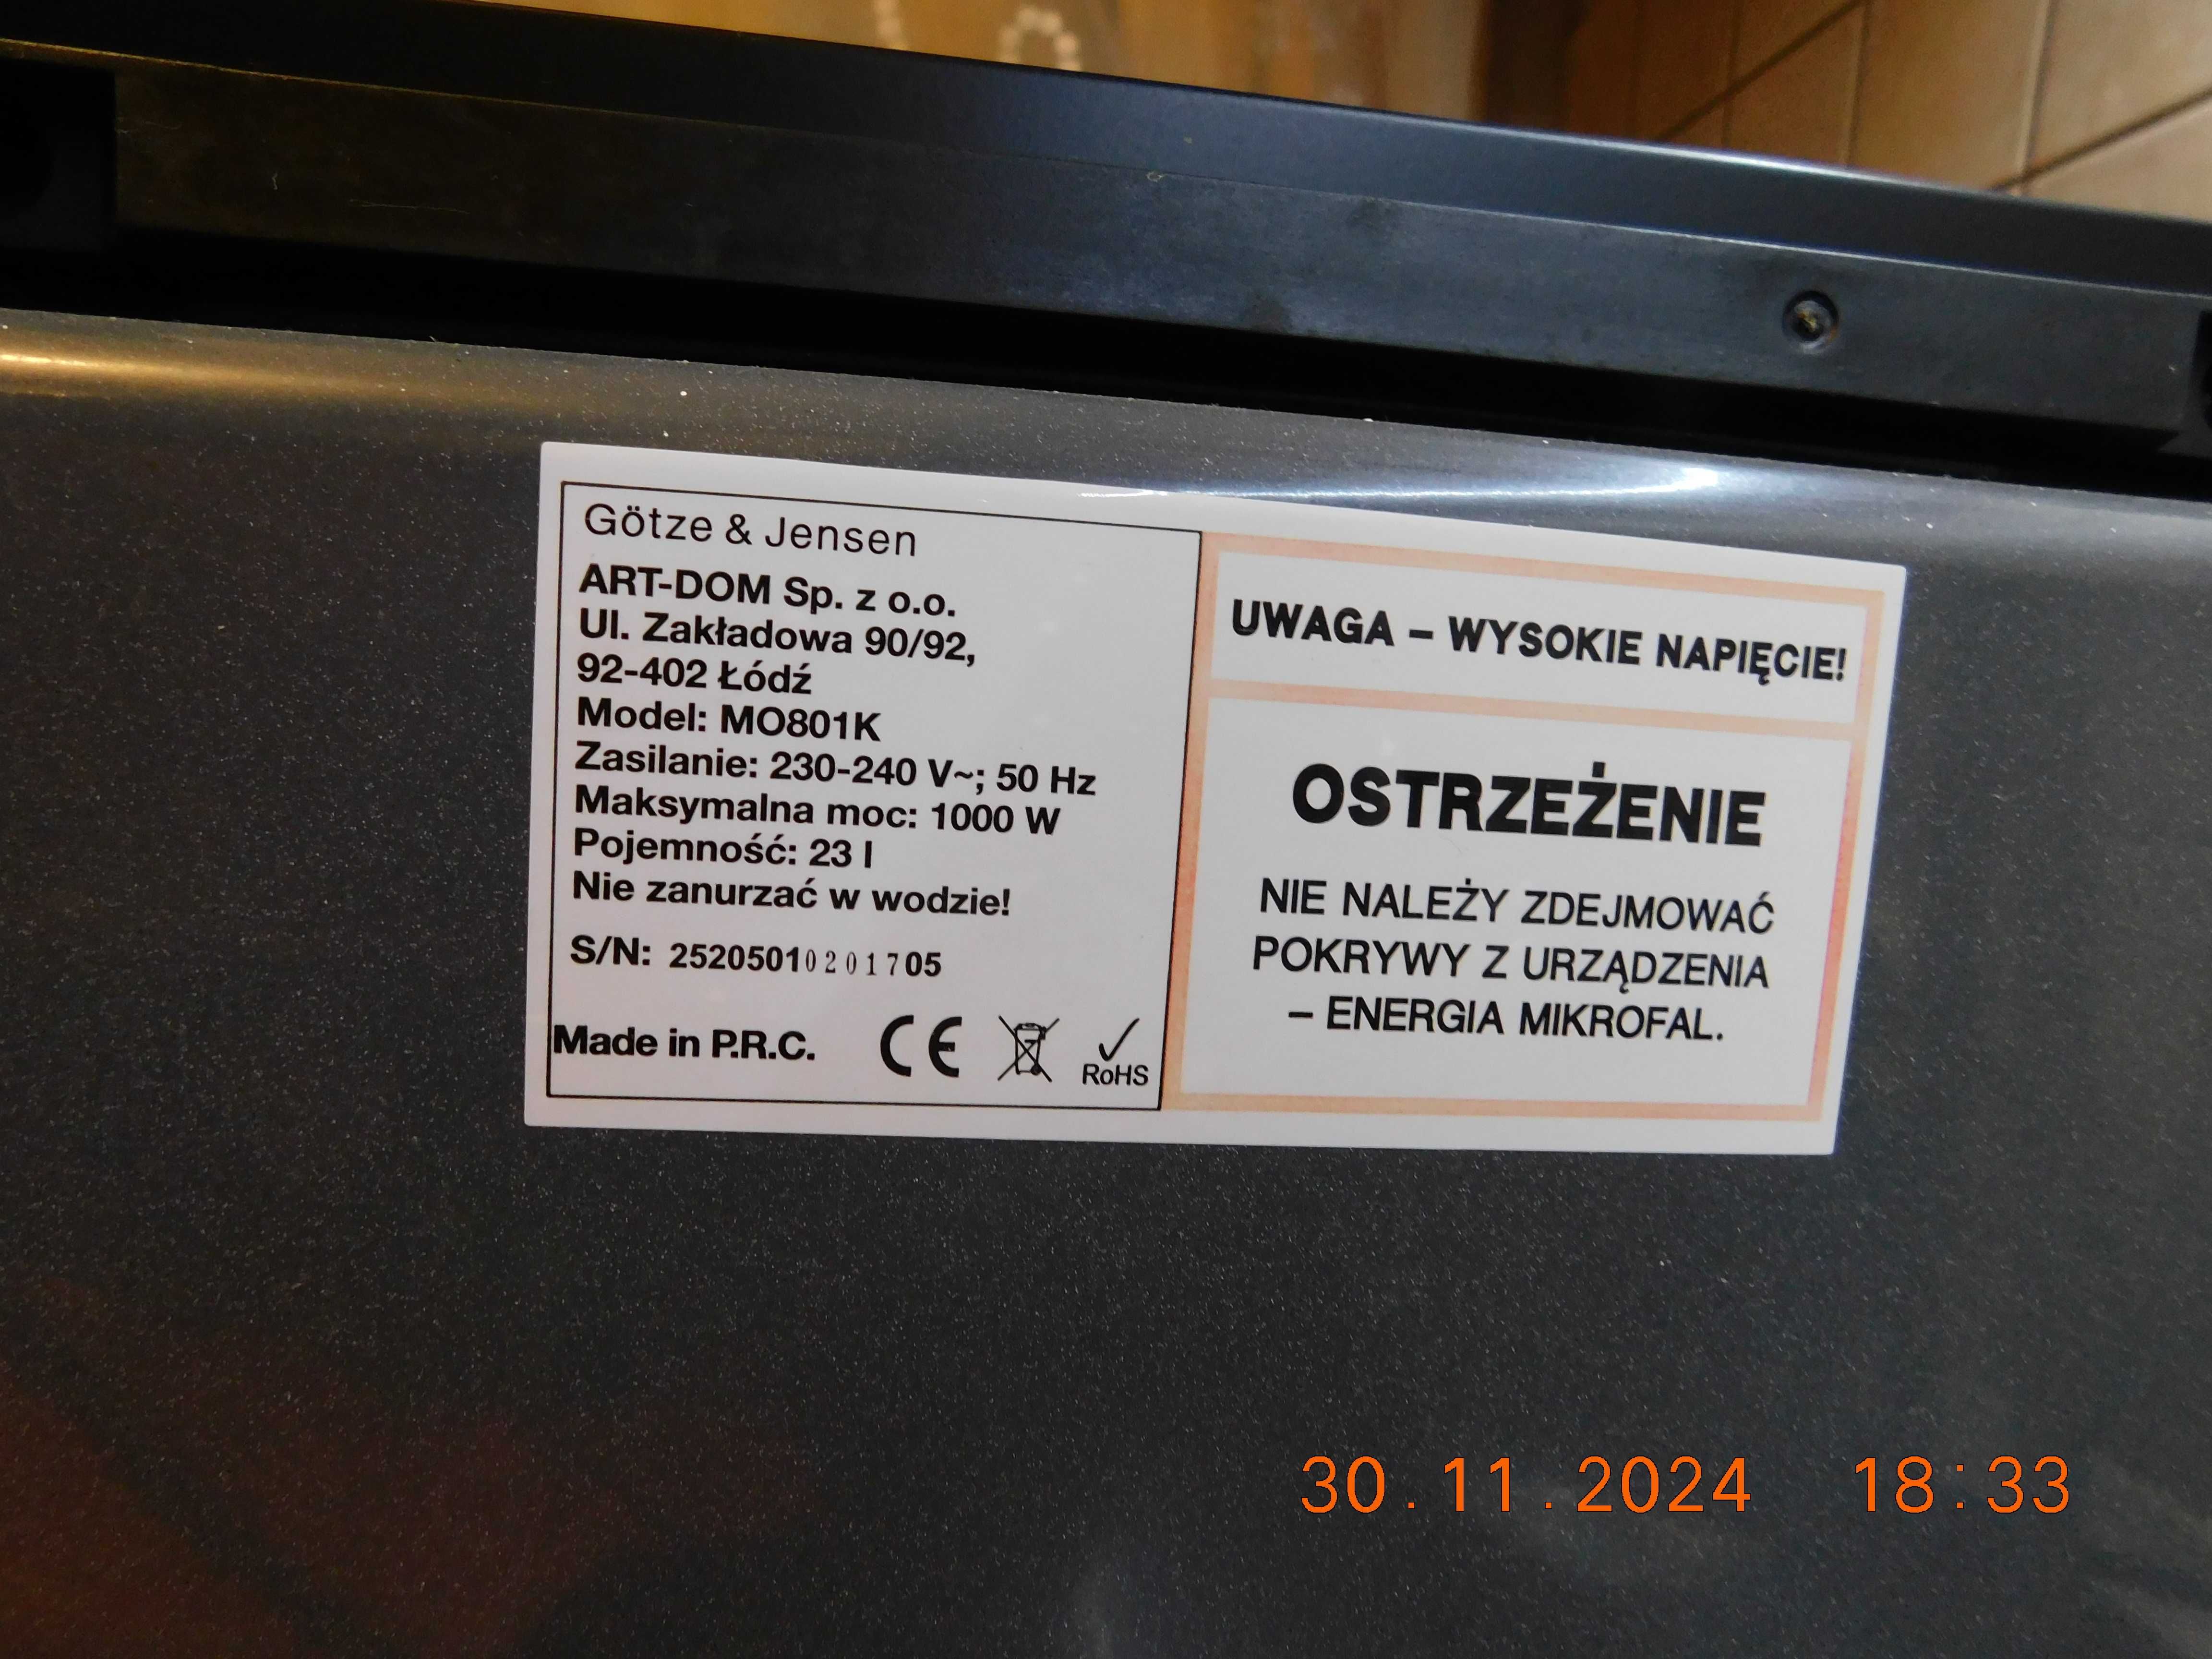 Götze & Jensen
ART-DOM Sp. z o.o.
Ul. Zakładowa 90/92,
92-402 Łódź
Model: MO801K
Zasilanie: 230-240 V~; 50 Hz
Maksymalna moc: 1000 W
Pojemność: 23 l
Nie zanurzać w wodzie!
S/N: 25205010201705
Made in P.R.C. CE RoHS
UWAGA – WYSOKIE NAPIĘCIE!
OSTRZEŻENIE
NIE NALEŻY ZDEJMOWAĆ
POKRYWY Z URZĄDZENIA
– ENERGIA MIKROFAL.
30.11.2024 18:33